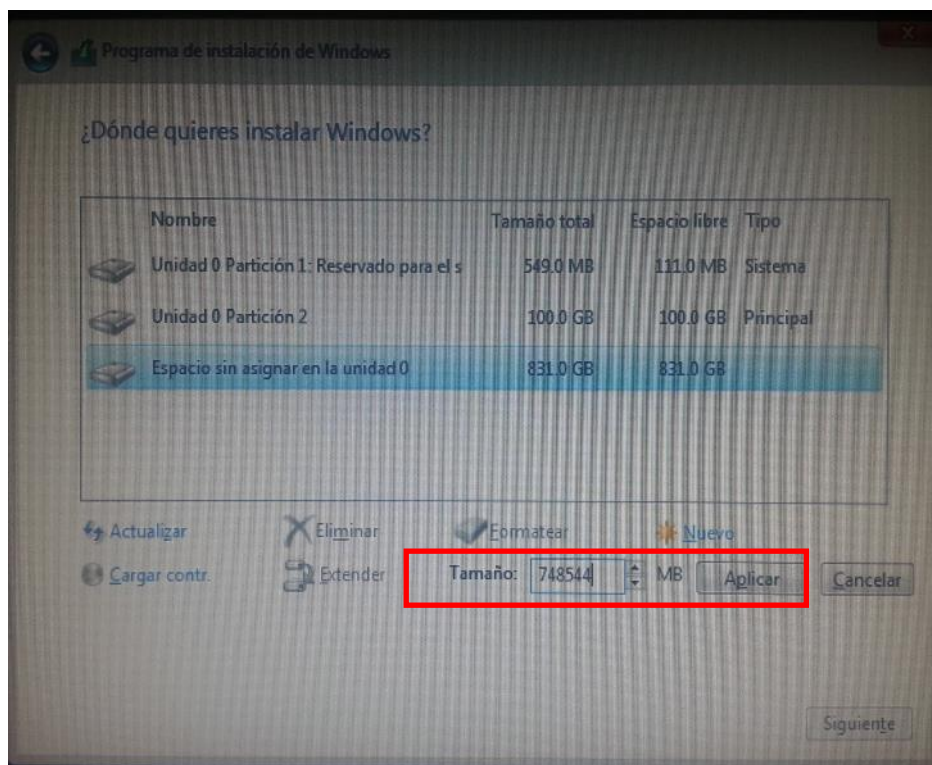 Programa de instalación de Windows
¿Dónde quieres instalar Windows?
Nombre Tamaño total Espacio libre Tipo
Unidad 0 Partición 1: Reservado para el s 549.0 MB 111.0 MB Sistema
Unidad 0 Partición 2 100.0 GB 100.0 GB Principal
Espacio sin asignar en la unidad 0 831.0 GB 831.0 GB
Actualizar Eliminar Formatear Nuevo
Cargar contr. Extender Tamaño: 748544 MB Aplicar Cancelar
Siguiente